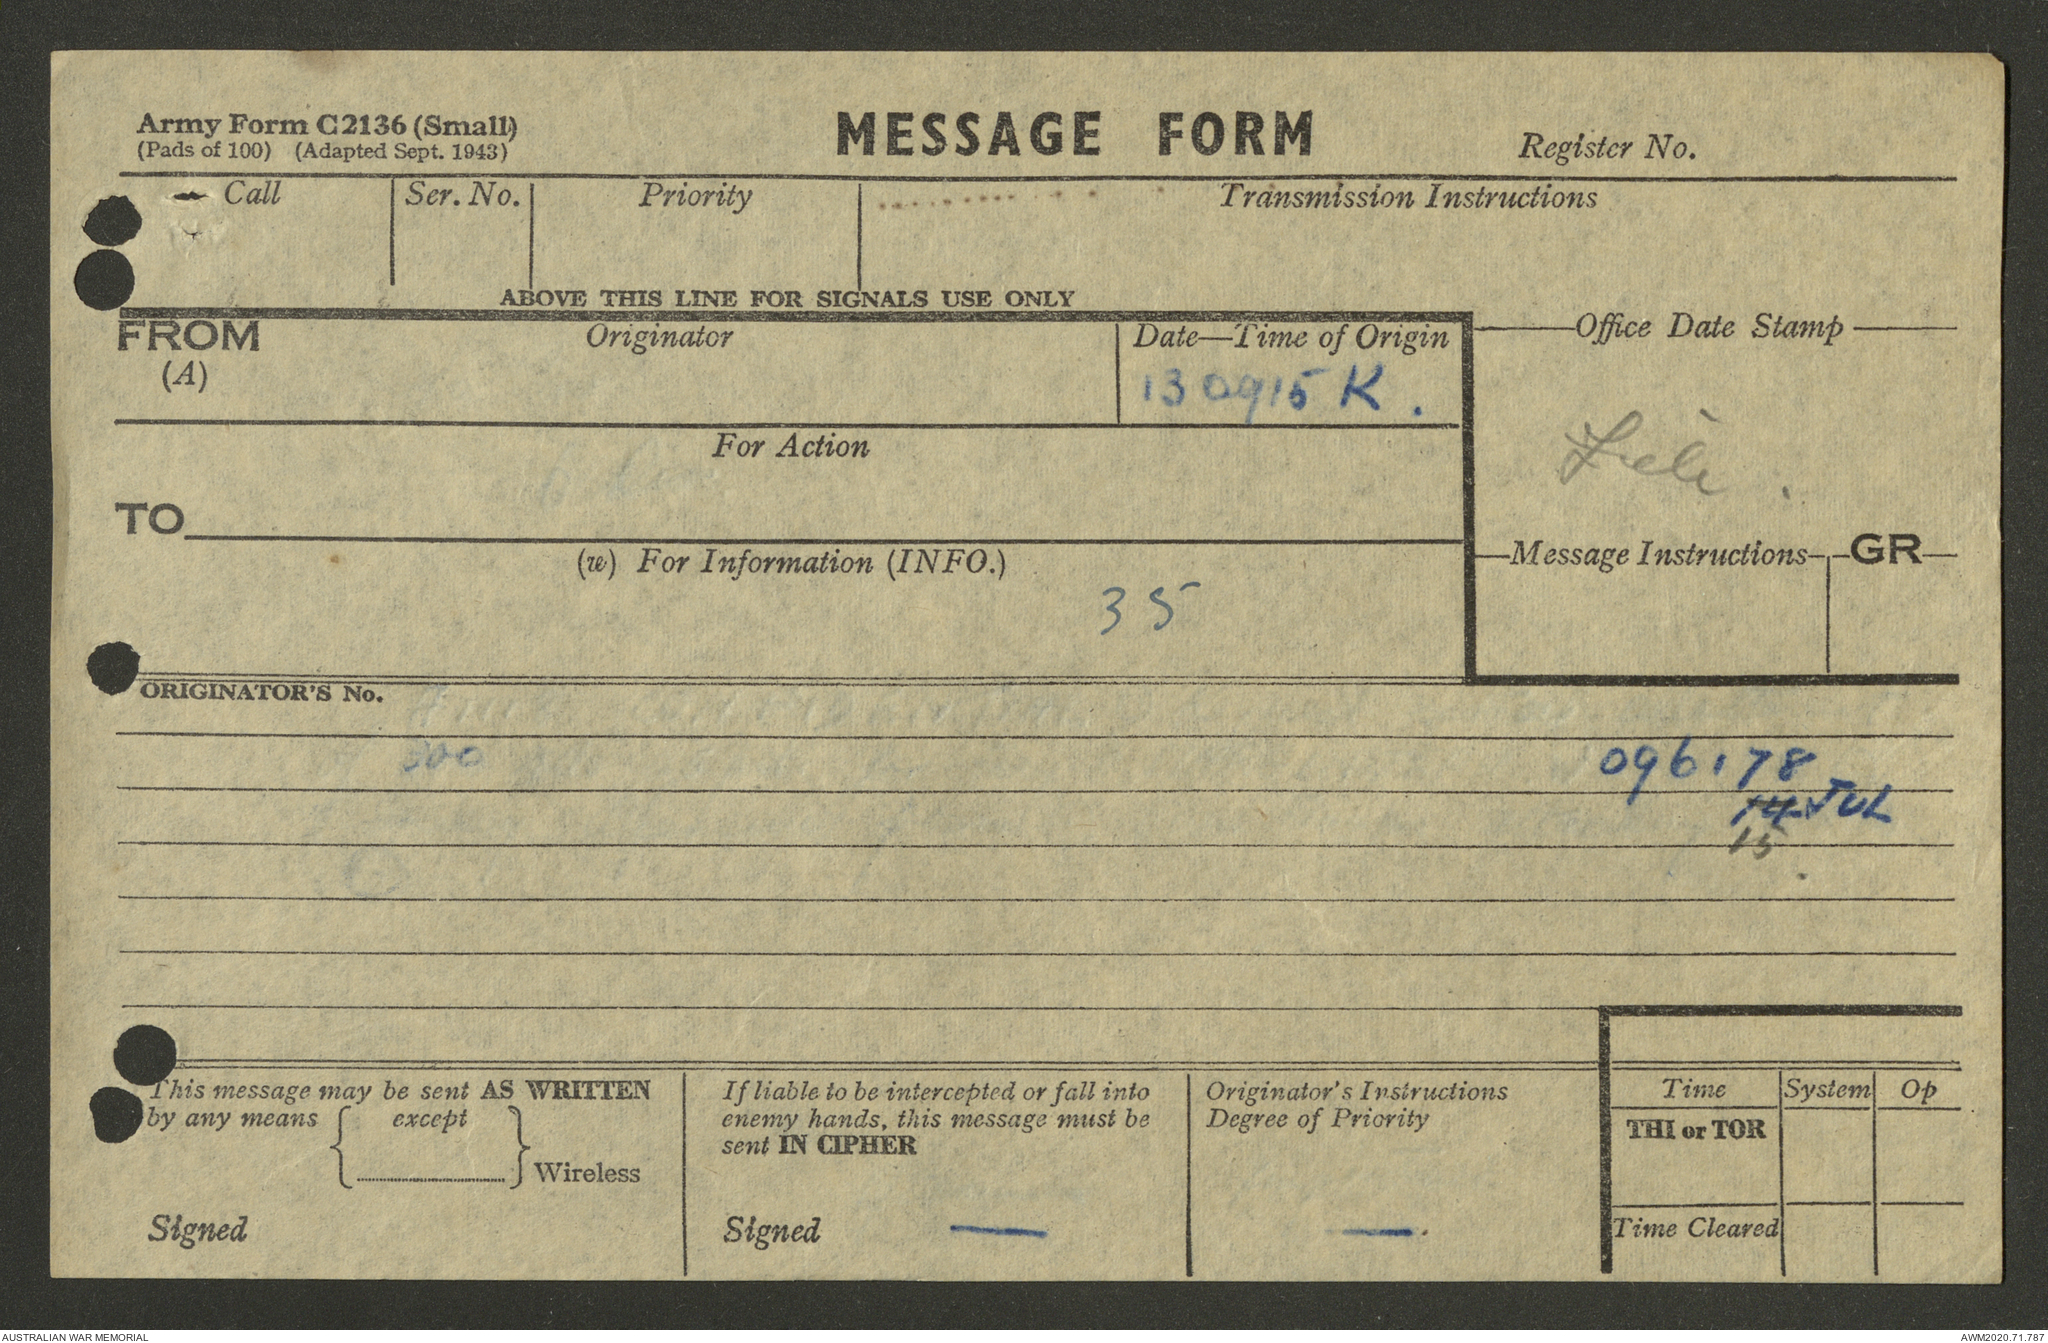 Army Form C2136 (Small)
(Pads of 100) (Adapted Sept. 1943)
MESSAGE FORM
Register No.
Call
Ser. No.
Priority
Transmission Instructions
ABOVE THIS LINE FOR SIGNALS USE ONLY
FROM
(A)
Originator
Date—Time of Origin
130915 K.
Office Date Stamp
For Action
TO
(w) For Information (INFO.)
35
Message Instructions
GR
ORIGINATOR'S No.
300
096178
14 JUL
15
This message may be sent AS WRITTEN
by any means { except
} Wireless
Signed
If liable to be intercepted or fall into
enemy hands, this message must be
sent IN CIPHER
Signed
Originator's Instructions
Degree of Priority
Time
System
Op
THI or TOR
Time Cleared
AUSTRALIAN WAR MEMORIAL
AWM2020.71.787